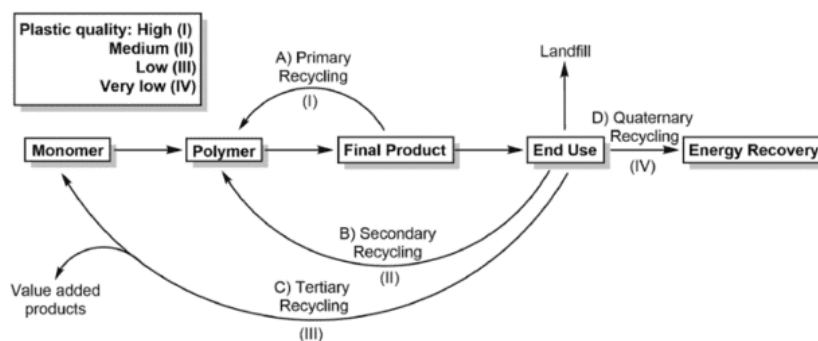 Plastic quality: High (I)
Medium (II)
Low (III)
Very low (IV)
A) Primary
Recycling
(I)
Landfill
D) Quaternary
Recycling
(IV)
Monomer
Polymer
Final Product
End Use
Energy Recovery
B) Secondary
Recycling
(II)
Value added
products
C) Tertiary
Recycling
(III)